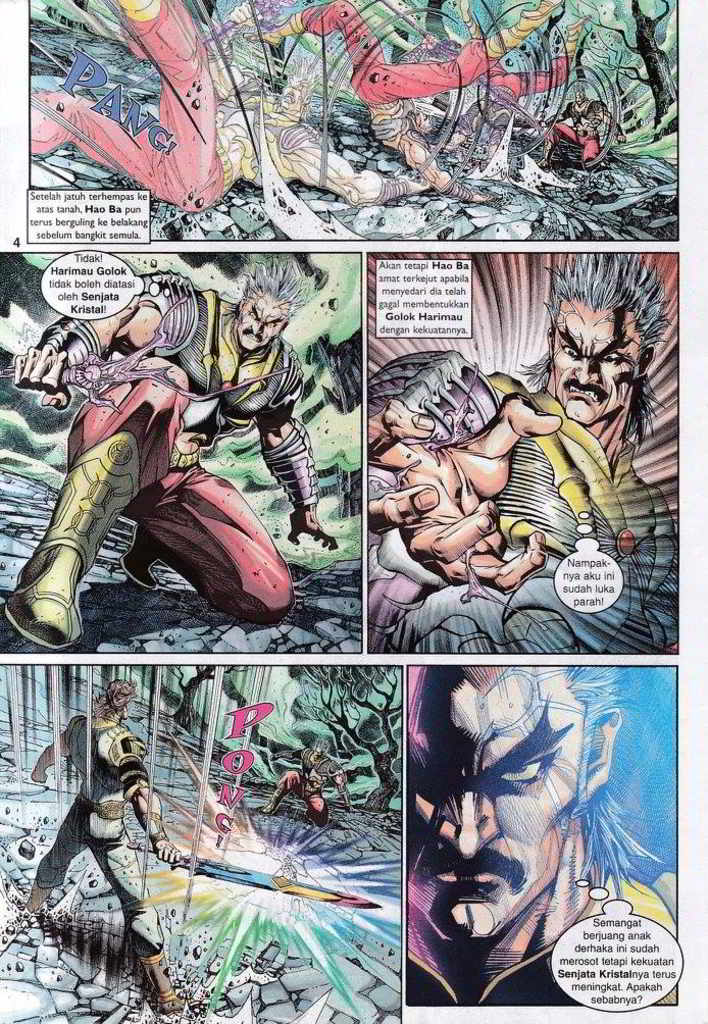 PANG!
Setelah jatuh terhempas ke
atas tanah, Hao Ba pun
terus berguling ke belakang
sebelum bangkit semula.
4
Tidak!
Harimau Golok
tidak boleh diatasi
oleh Senjata
Kristal!
Akan tetapi Hao Ba
amat terkejut apabila
menyedari dia telah
gagal membentukkan
Golok Harimau
dengan kekuatannya.
Nampak-
nya aku ini
sudah luka
parah!
PONG!
Semangat
berjuang anak
derhaka ini sudah
merosot tetapi kekuatan
Senjata Kristalnya terus
meningkat. Apakah
sebabnya?